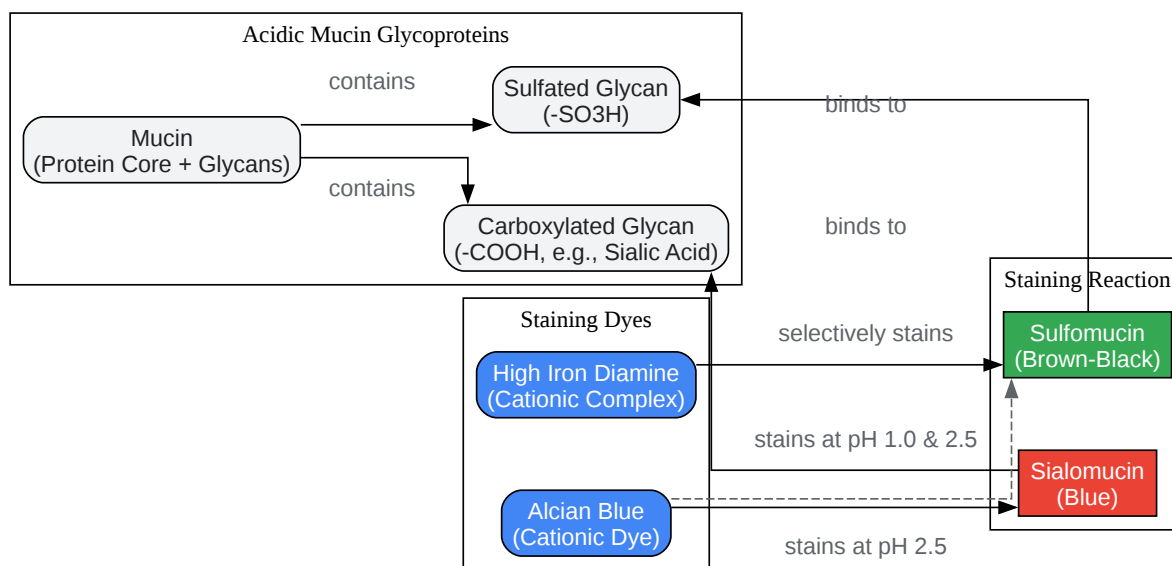 Acidic Mucin Glycoproteins
contains
Sulfated Glycan
(-SO3H)
binds to
Mucin
(Protein Core + Glycans)
contains
Carboxylated Glycan
(-COOH, e.g., Sialic Acid)
binds to
Staining Reaction
Staining Dyes
selectively stains
Sulfomucin
(Brown-Black)
High Iron Diamine
(Cationic Complex)
stains at pH 1.0 & 2.5
Sialomucin
(Blue)
Alcian Blue
(Cationic Dye)
stains at pH 2.5